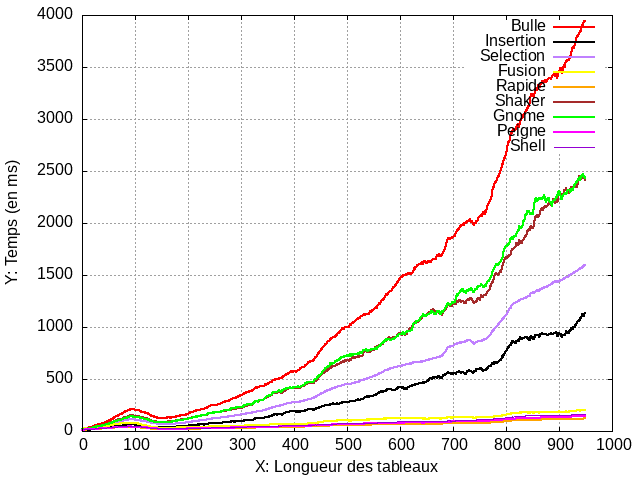 4000
3500
3000
2500
2000
1500
1000
500
0
Y: Temps (en ms)
Bulle
Insertion
Selection
Fusion
Rapide
Shaker
Gnome
Peigne
Shell
0 100 200 300 400 500 600 700 800 900 1000
X: Longueur des tableaux